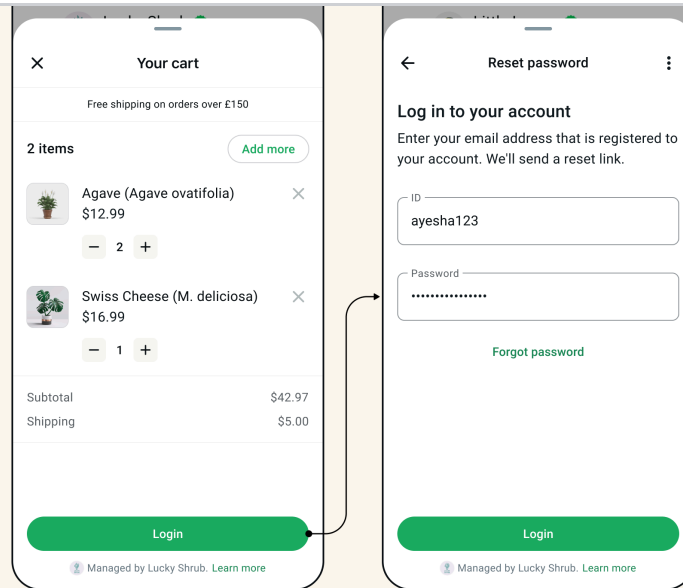 Your cart
Free shipping on orders over £150
2 items
Add more
Agave (Agave ovatifolia)
$12.99
2
Swiss Cheese (M. deliciosa)
$16.99
1
Subtotal $42.97
Shipping $5.00
Login
Managed by Lucky Shrub. Learn more
Reset password
Log in to your account
Enter your email address that is registered to
your account. We'll send a reset link.
ID
ayesha123
Password
••••••••••••••••
Forgot password
Login
Managed by Lucky Shrub. Learn more